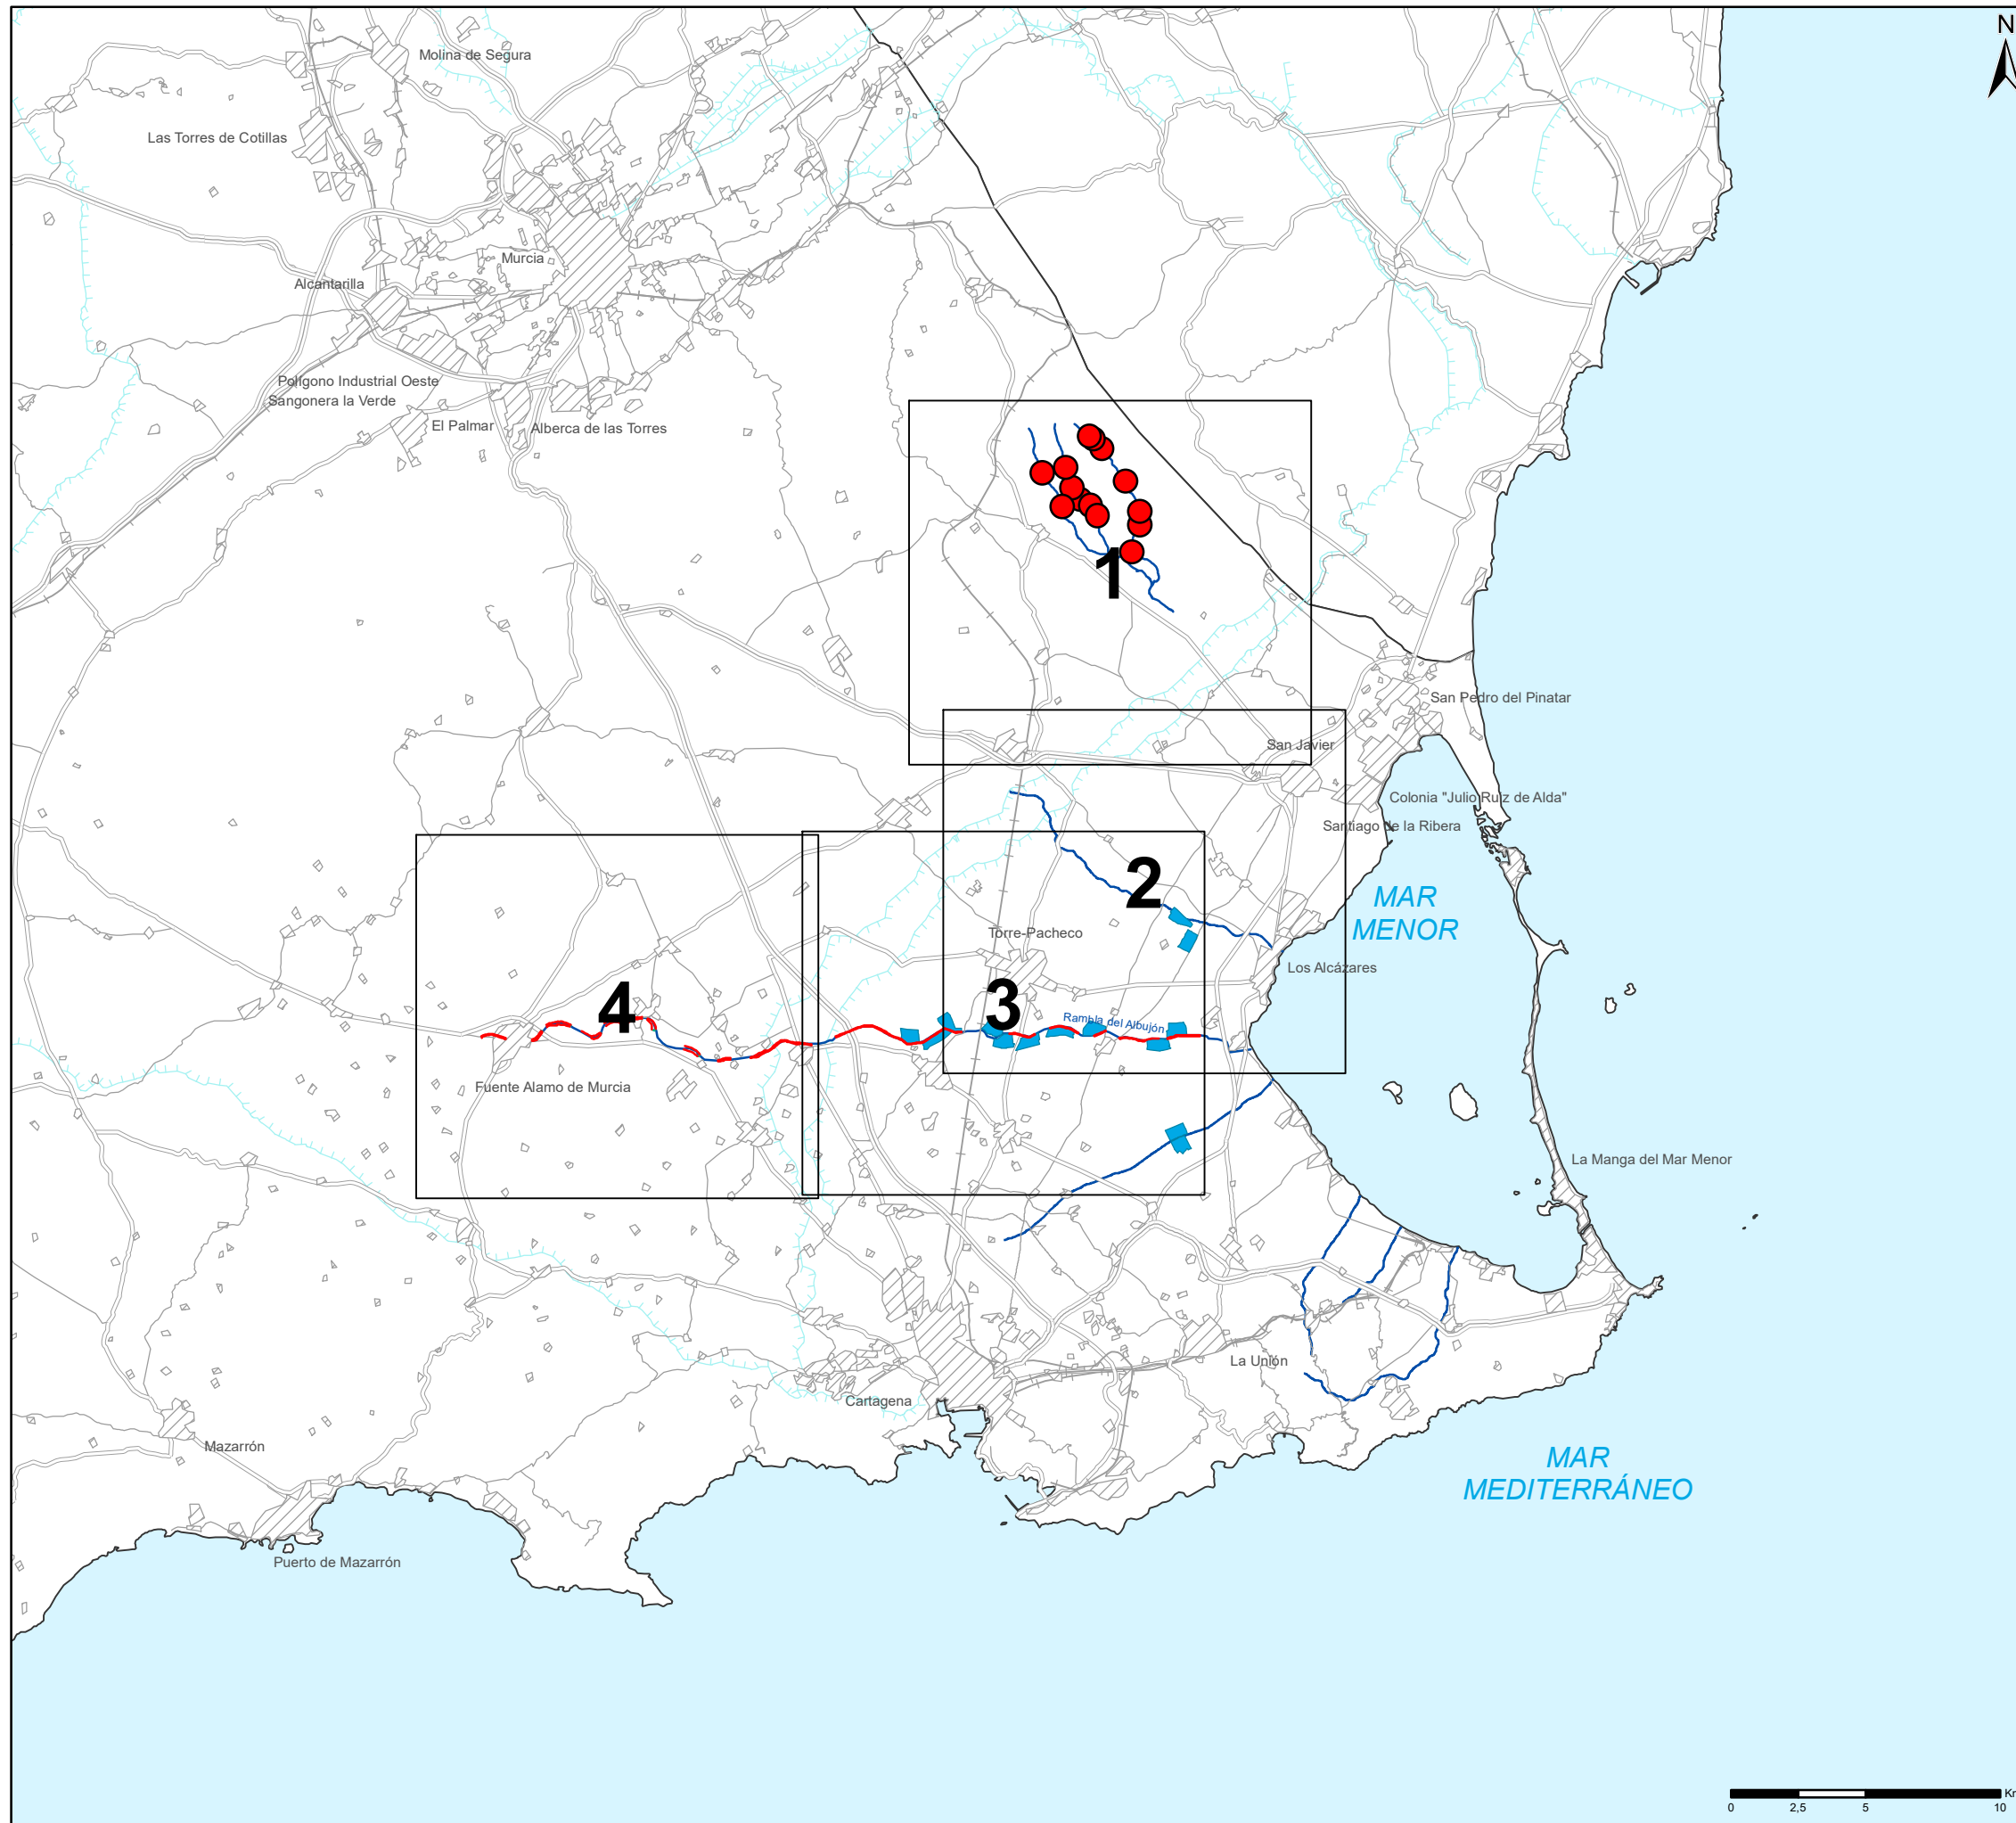 N
Molina de Segura
Las Torres de Cotillas
Murcia
Alcantarilla
Polígono Industrial Oeste
Sangonera la Verde
El Palmar
Alberca de las Torres
1
San Pedro del Pinatar
San Javier
Colonia "Julio Ruiz de Alda"
Santiago de la Ribera
2
MAR
MENOR
Torre-Pacheco
Los Alcázares
3
4
Rambla del Albujón
Fuente Alamo de Murcia
La Manga del Mar Menor
La Unión
Cartagena
Mazarrón
MAR
MEDITERRÁNEO
Puerto de Mazarrón
0 2,5 5 10